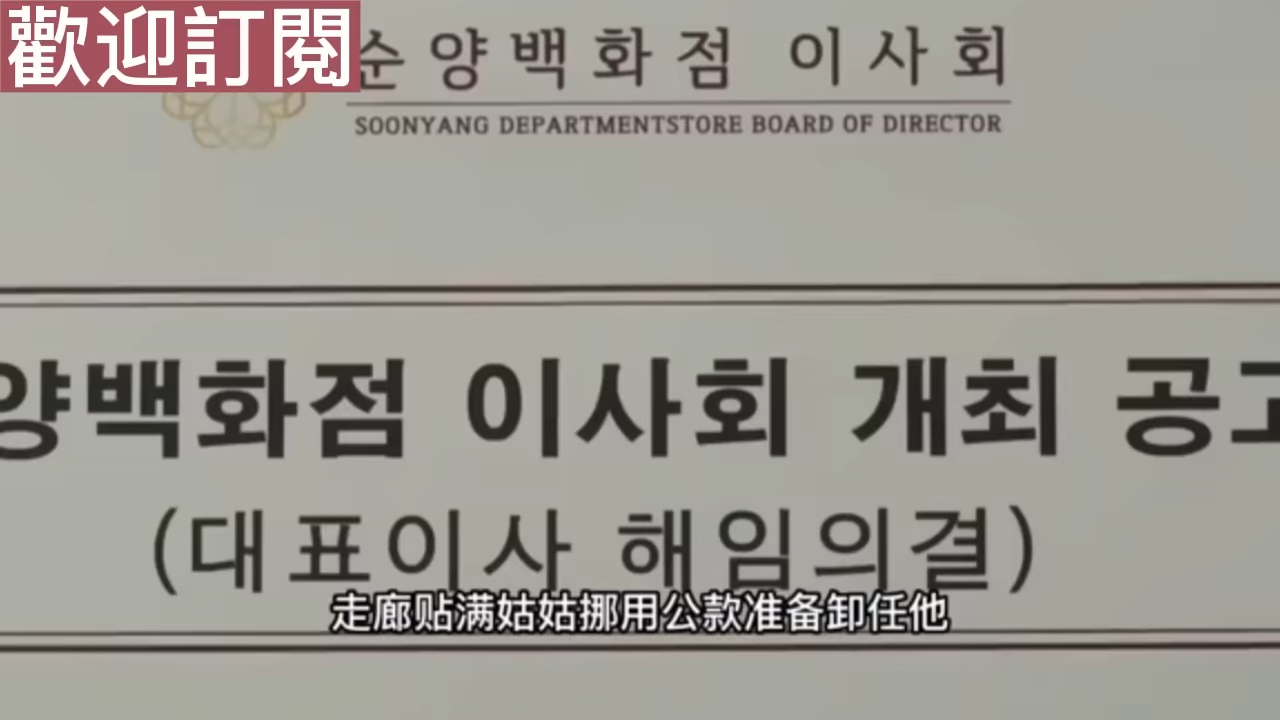 歡迎訂閱
순양백화점 이사회
SOONYANG DEPARTMENTSTORE BOARD OF DIRECTOR
양백화점 이사회 개최 공고
(대표이사 해임의결)
走廊贴满姑姑挪用公款准备卸任他